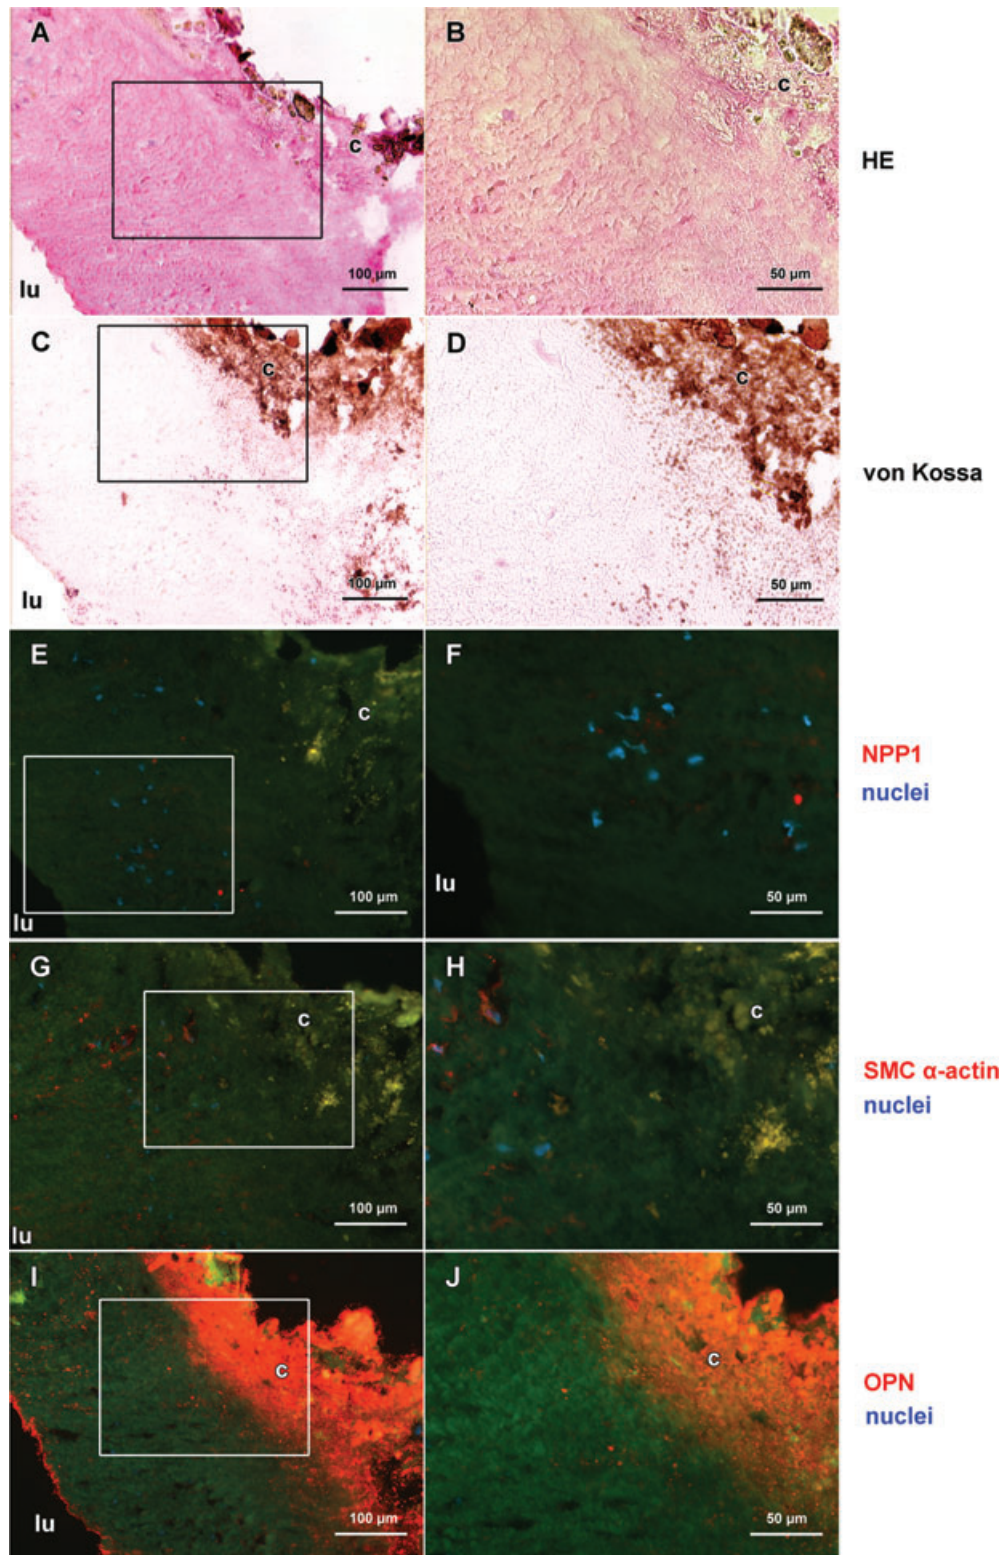 A
B
c
c
lu
100 µm
50 µm
HE
C
D
c
c
lu
100 µm
50 µm
von Kossa
E
F
c
lu
100 µm
lu
50 µm
NPP1
nuclei
G
H
c
c
lu
100 µm
50 µm
SMC α-actin
nuclei
I
J
c
c
lu
100 µm
50 µm
OPN
nuclei